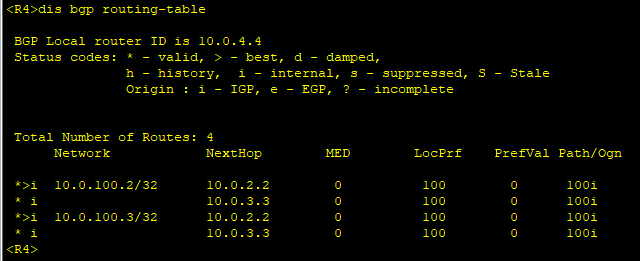 <R4>dis bgp routing-table
BGP Local router ID is 10.0.4.4
Status codes: * - valid, > - best, d - damped,
h - history, i - internal, s - suppressed, S - Stale
Origin : i - IGP, e - EGP, ? - incomplete
Total Number of Routes: 4
Network NextHop MED LocPrf PrefVal Path/Ogn
*>i 10.0.100.2/32 10.0.2.2 0 100 0 100i
* i 10.0.3.3 0 100 0 100i
*>i 10.0.100.3/32 10.0.2.2 0 100 0 100i
* i 10.0.3.3 0 100 0 100i
<R4>